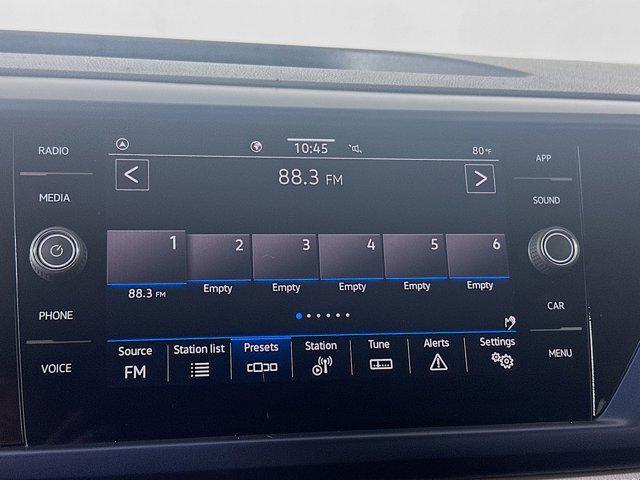 RADIO
MEDIA
PHONE
VOICE
10:45
80°F
88.3 FM
1 2 3 4 5 6
88.3 FM Empty Empty Empty Empty Empty
Source Station list Presets Station Tune Alerts Settings
FM
APP
SOUND
CAR
MENU